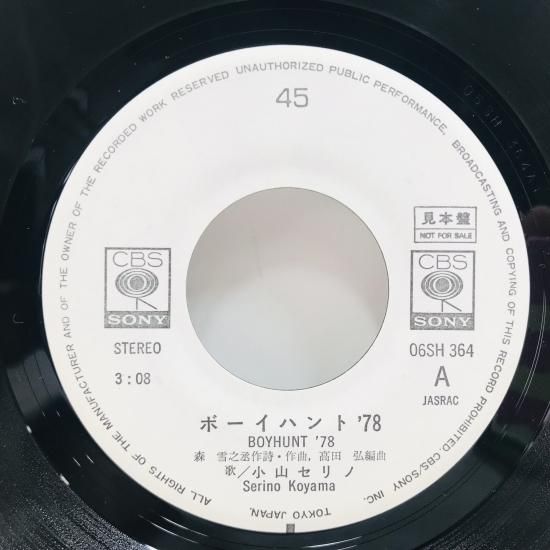 ALL RIGHTS OF THE MANUFACTURER AND OF THE OWNER OF THE RECORDED WORK RESERVED UNAUTHORIZED PUBLIC PERFORMANCE, BROADCASTING AND COPYING OF THIS RECORD PROHIBITED CBS/SONY INC. TOKYO JAPAN.
45
見本盤
NOT FOR SALE
CBS
SONY
CBS
SONY
STEREO
06SH 364
3:08
A
JASRAC
ボーイハント '78
BOYHUNT '78
森 雪之丞作詩・作曲, 高田 弘編曲
歌/小山セリノ
Serino Koyama